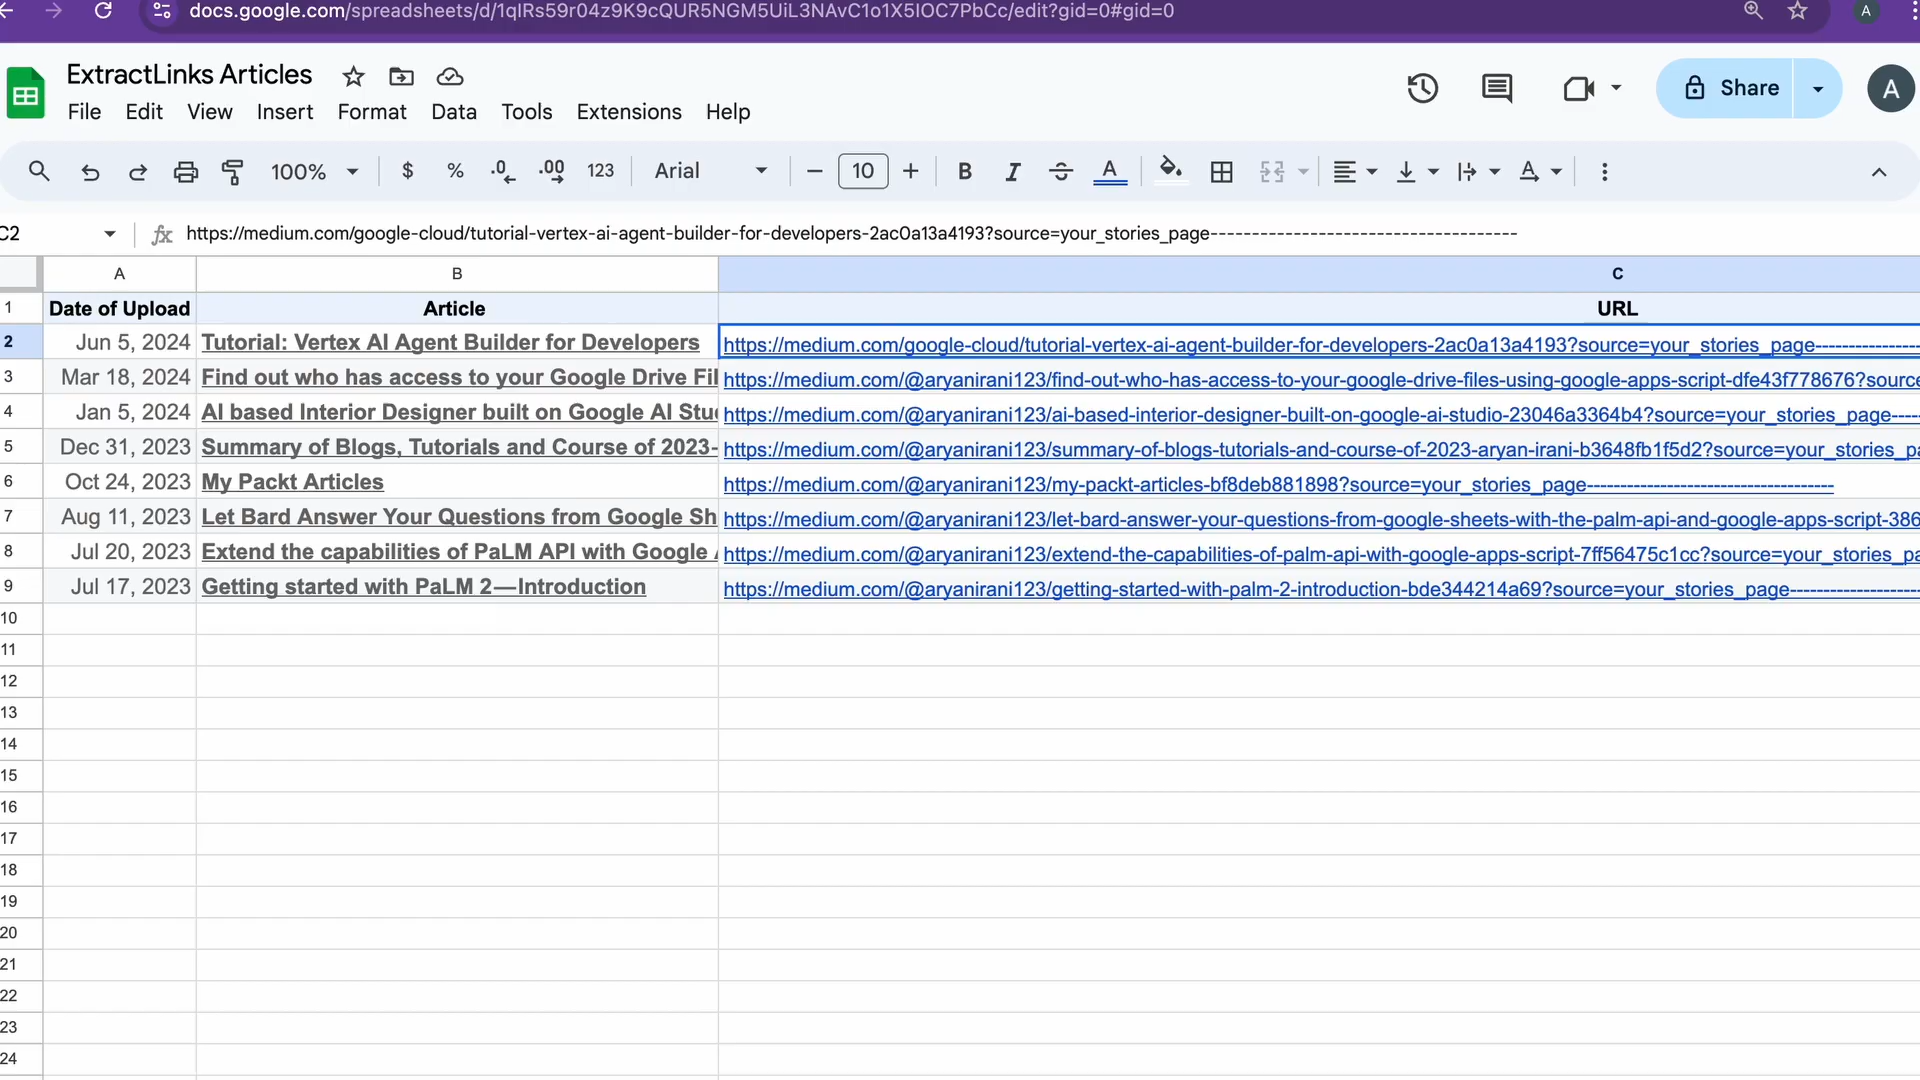 docs.google.com/spreadsheets/d/1qlRs59r04z9K9cQUR5NGM5UiL3NAvC1o1X5IOC7PbCc/edit?gid=0#gid=0
A
ExtractLinks Articles
File Edit View Insert Format Data Tools Extensions Help
Share
A
100% $ % .0 .00 123 Arial 10 B I S A A
C2 fx https://medium.com/google-cloud/tutorial-vertex-ai-agent-builder-for-developers-2ac0a13a4193?source=your_stories_page-------------------------------------
A B C
1 Date of Upload Article URL
2 Jun 5, 2024 Tutorial: Vertex AI Agent Builder for Developers https://medium.com/google-cloud/tutorial-vertex-ai-agent-builder-for-developers-2ac0a13a4193?source=your_stories_page----------------
3 Mar 18, 2024 Find out who has access to your Google Drive Fil https://medium.com/@aryanirani123/find-out-who-has-access-to-your-google-drive-files-using-google-apps-script-dfe43f778676?source
4 Jan 5, 2024 AI based Interior Designer built on Google AI Stu https://medium.com/@aryanirani123/ai-based-interior-designer-built-on-google-ai-studio-23046a3364b4?source=your_stories_page----
5 Dec 31, 2023 Summary of Blogs, Tutorials and Course of 2023- https://medium.com/@aryanirani123/summary-of-blogs-tutorials-and-course-of-2023-aryan-irani-b3648fb1f5d2?source=your_stories_pa
6 Oct 24, 2023 My Packt Articles https://medium.com/@aryanirani123/my-packt-articles-bf8deb881898?source=your_stories_page-------------------------------------
7 Aug 11, 2023 Let Bard Answer Your Questions from Google Sh https://medium.com/@aryanirani123/let-bard-answer-your-questions-from-google-sheets-with-the-palm-api-and-google-apps-script-386
8 Jul 20, 2023 Extend the capabilities of PaLM API with Google https://medium.com/@aryanirani123/extend-the-capabilities-of-palm-api-with-google-apps-script-7ff56475c1cc?source=your_stories_pa
9 Jul 17, 2023 Getting started with PaLM 2—Introduction https://medium.com/@aryanirani123/getting-started-with-palm-2-introduction-bde344214a69?source=your_stories_page--------------------
10
11
12
13
14
15
16
17
18
19
20
21
22
23
24